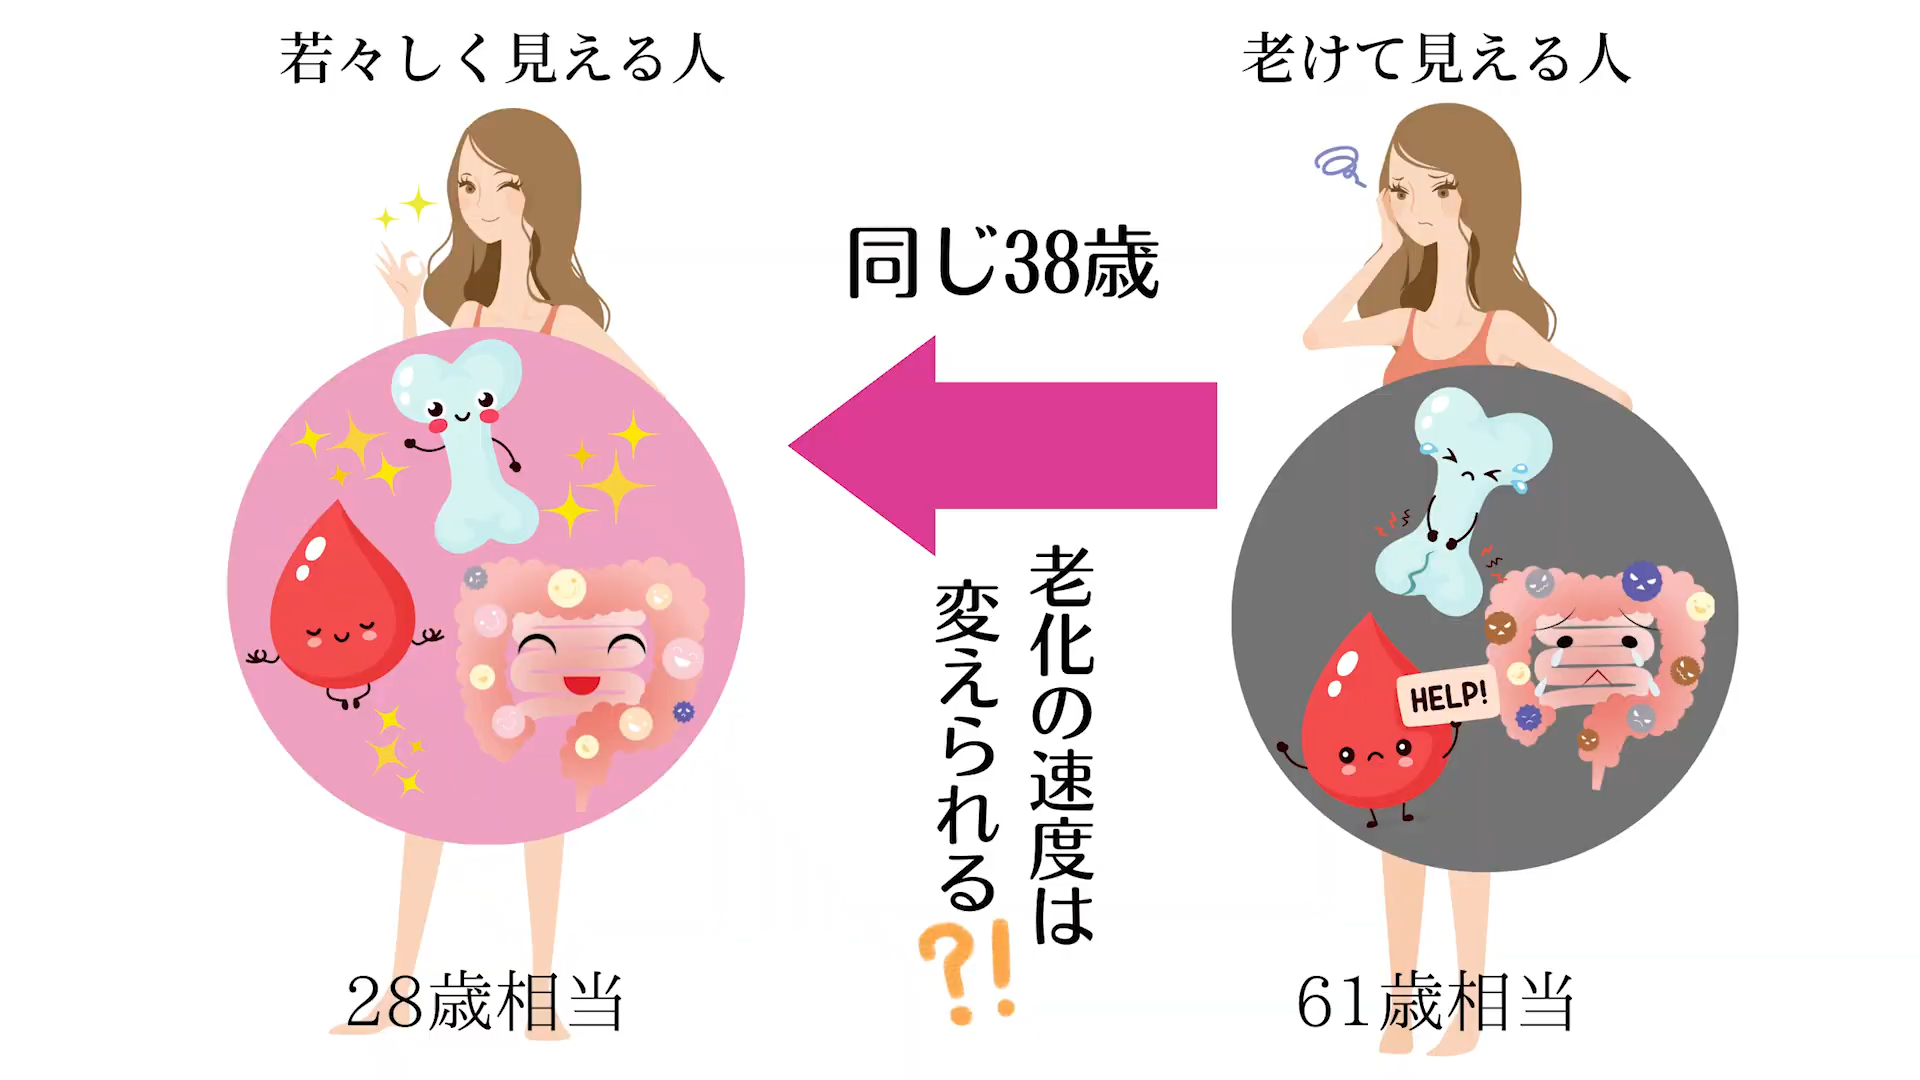 若々しく見える人
老けて見える人
同じ38歳
老化の速度は
変えられる
?!
HELP!
28歳相当
61歳相当